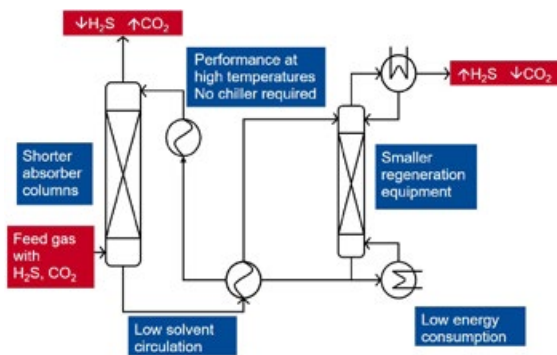 ↓H₂S ↑CO₂
Performance at
high temperatures
No chiller required
↑H₂S ↓CO₂
Shorter
absorber
columns
Smaller
regeneration
equipment
Feed gas
with
H₂S, CO₂
Low solvent
circulation
Low energy
consumption